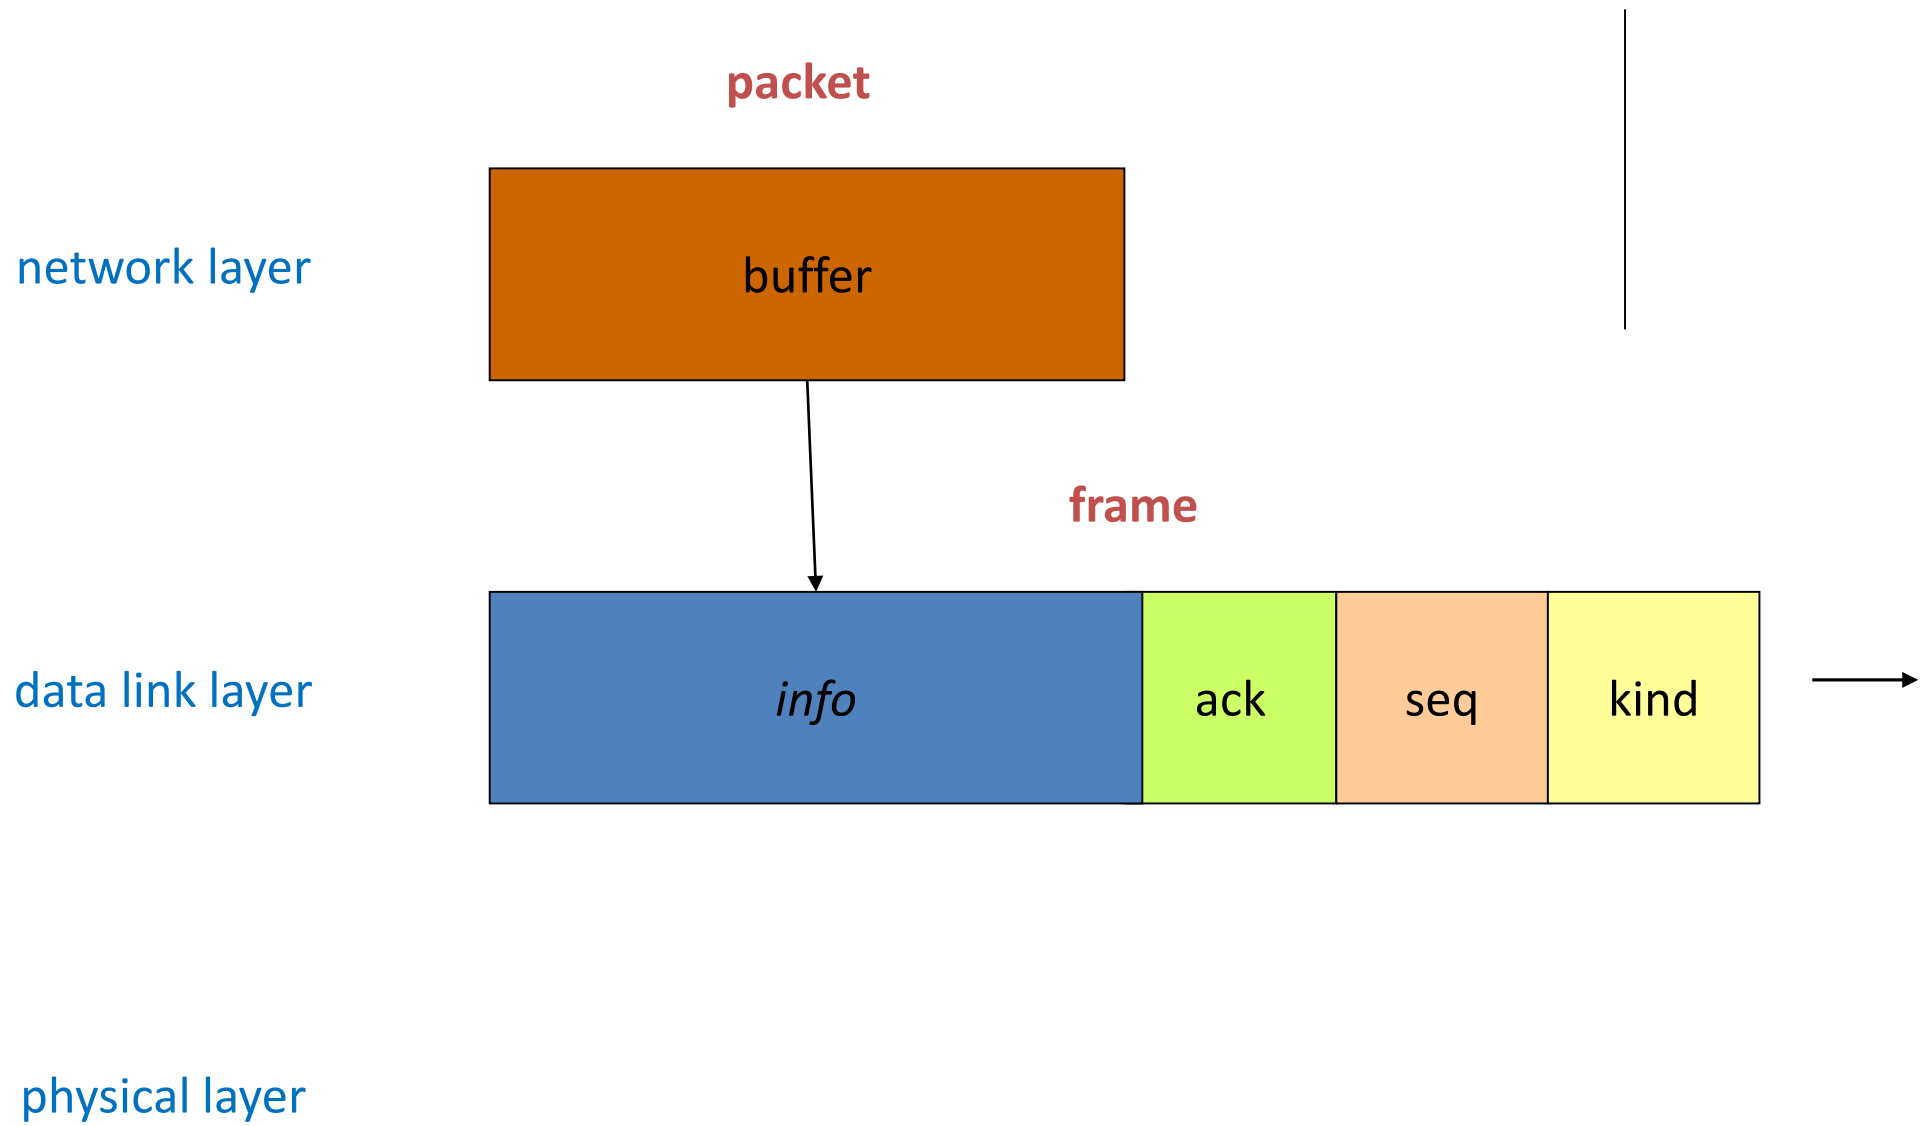 packet
network layer
buffer
frame
data link layer
info
ack
seq
kind
physical layer